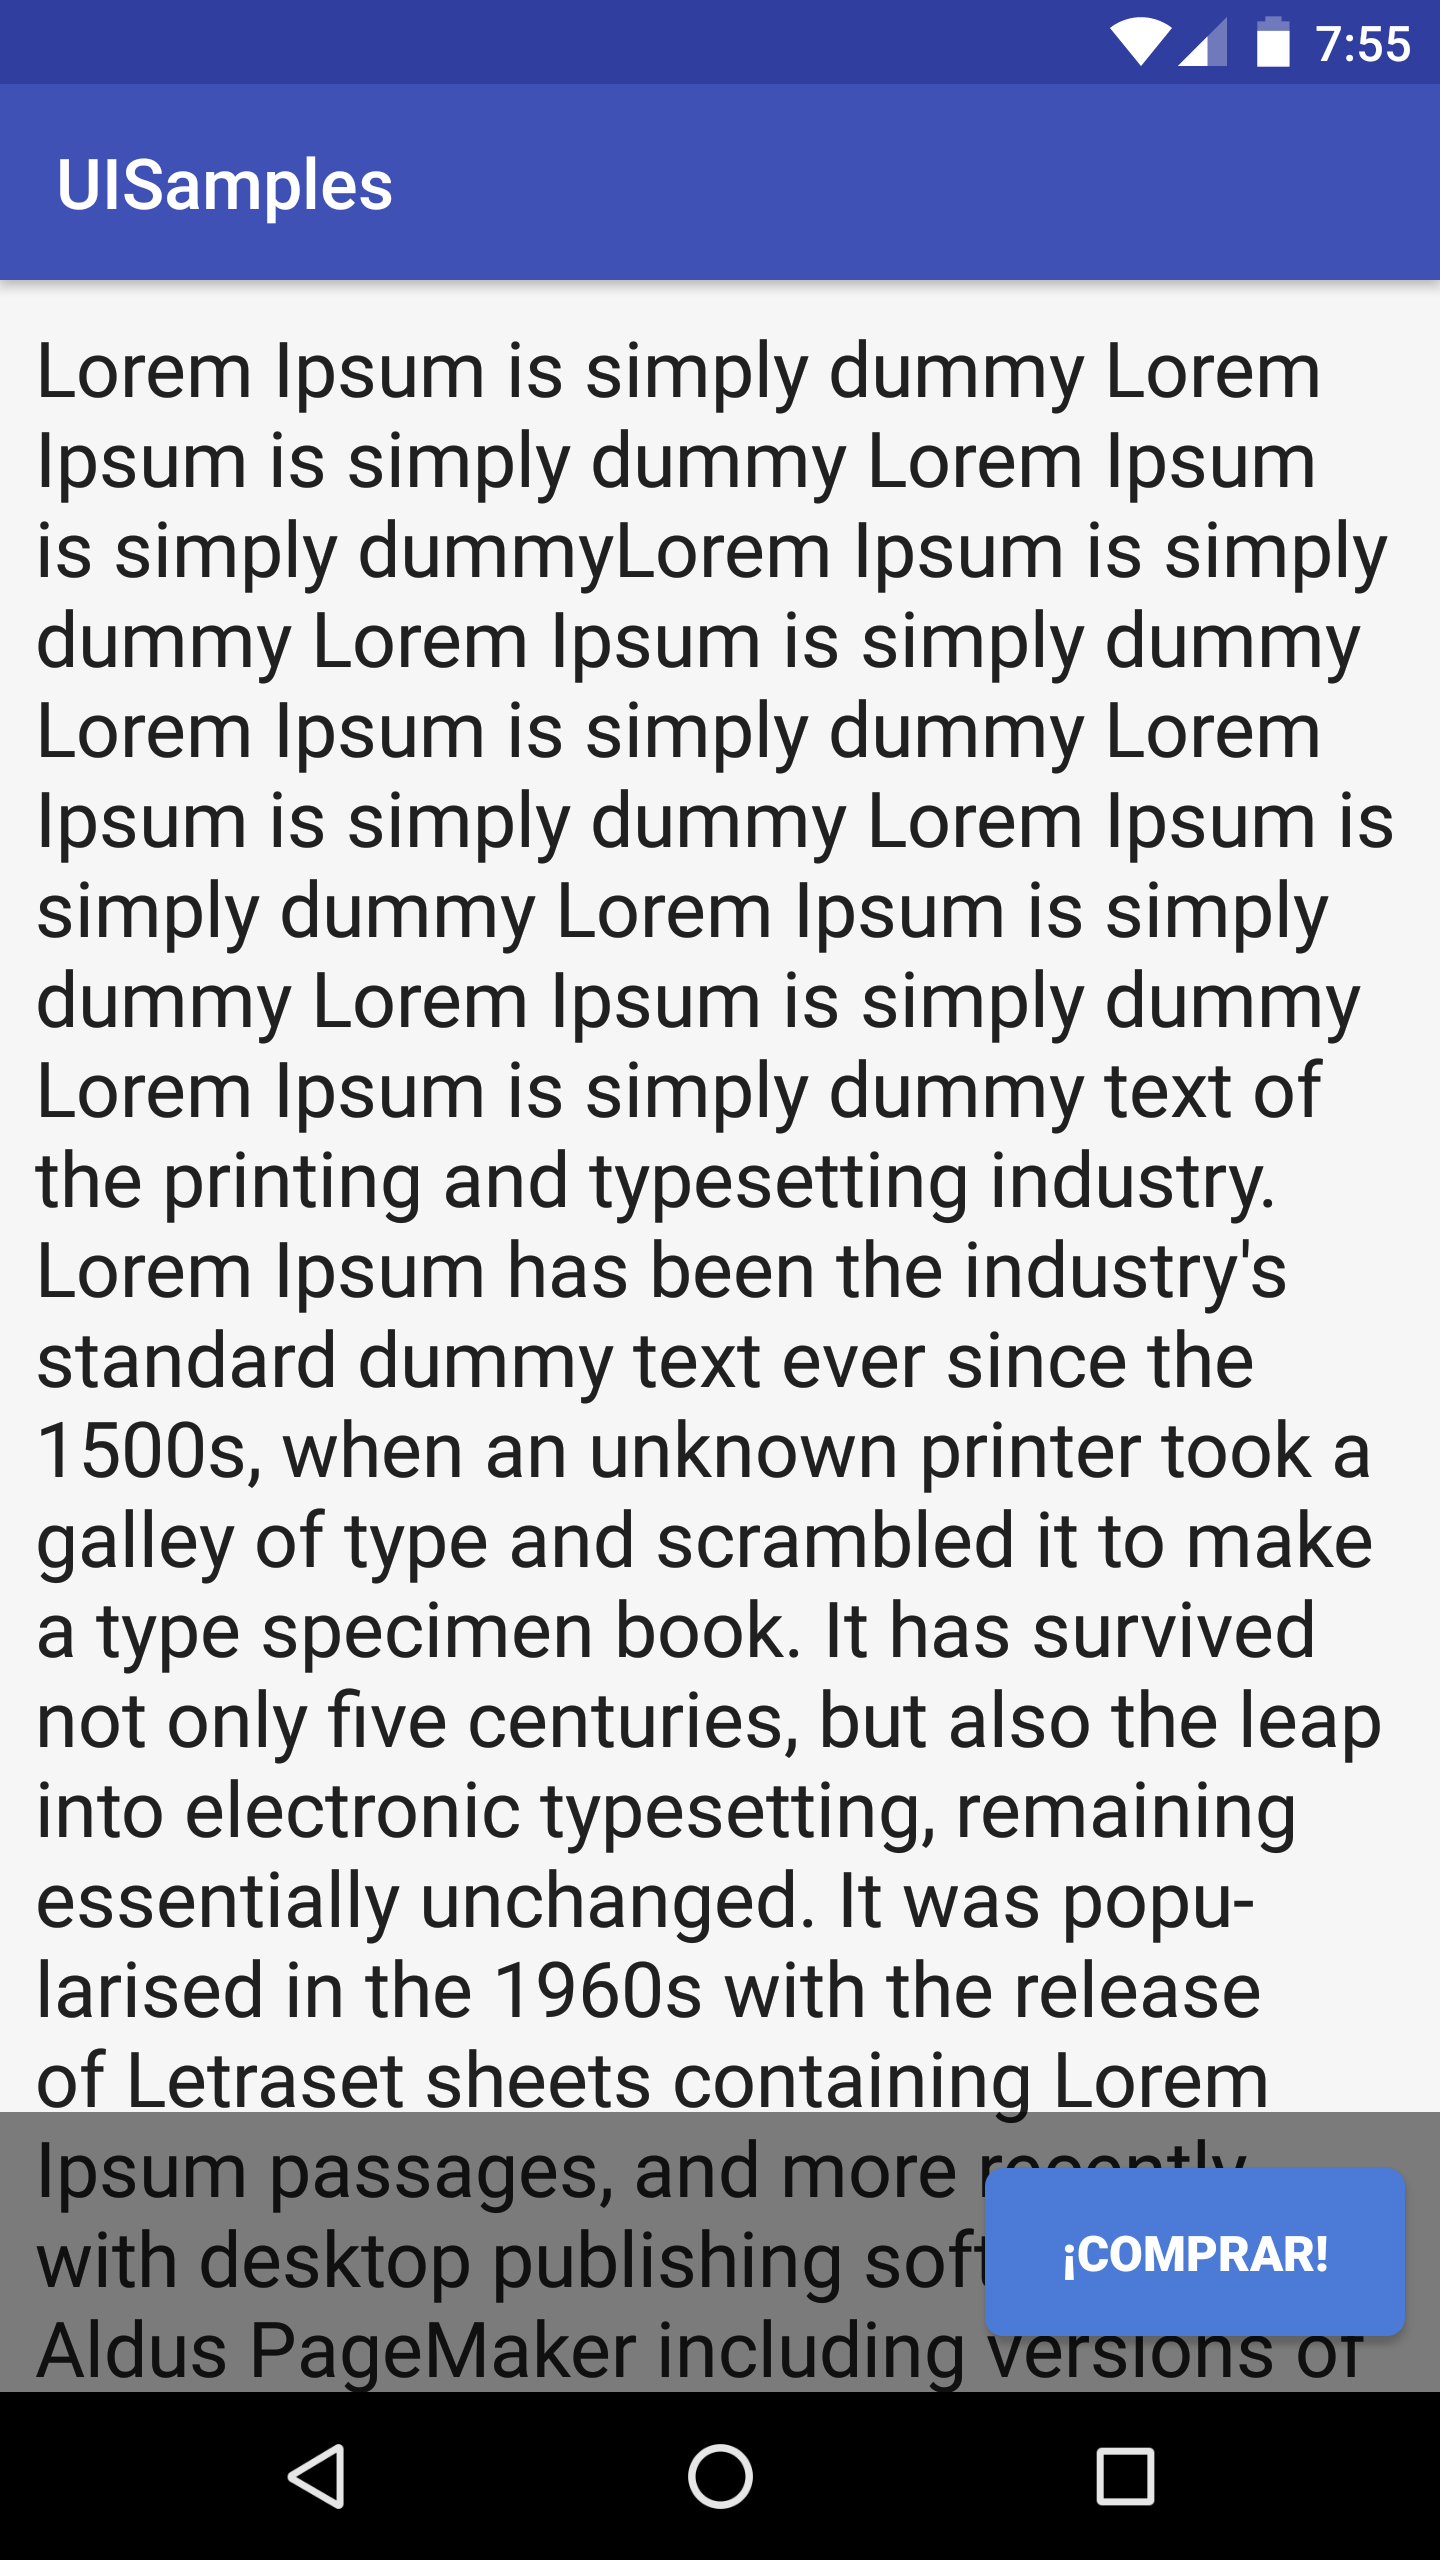 7:55
UISamples
Lorem Ipsum is simply dummy Lorem
Ipsum is simply dummy Lorem Ipsum
is simply dummyLorem Ipsum is simply
dummy Lorem Ipsum is simply dummy
Lorem Ipsum is simply dummy Lorem
Ipsum is simply dummy Lorem Ipsum is
simply dummy Lorem Ipsum is simply
dummy Lorem Ipsum is simply dummy
Lorem Ipsum is simply dummy text of
the printing and typesetting industry.
Lorem Ipsum has been the industry's
standard dummy text ever since the
1500s, when an unknown printer took a
galley of type and scrambled it to make
a type specimen book. It has survived
not only five centuries, but also the leap
into electronic typesetting, remaining
essentially unchanged. It was popu-
larised in the 1960s with the release
of Letraset sheets containing Lorem
Ipsum passages, and more recently
with desktop publishing soft
¡COMPRAR!
Aldus PageMaker including versions of